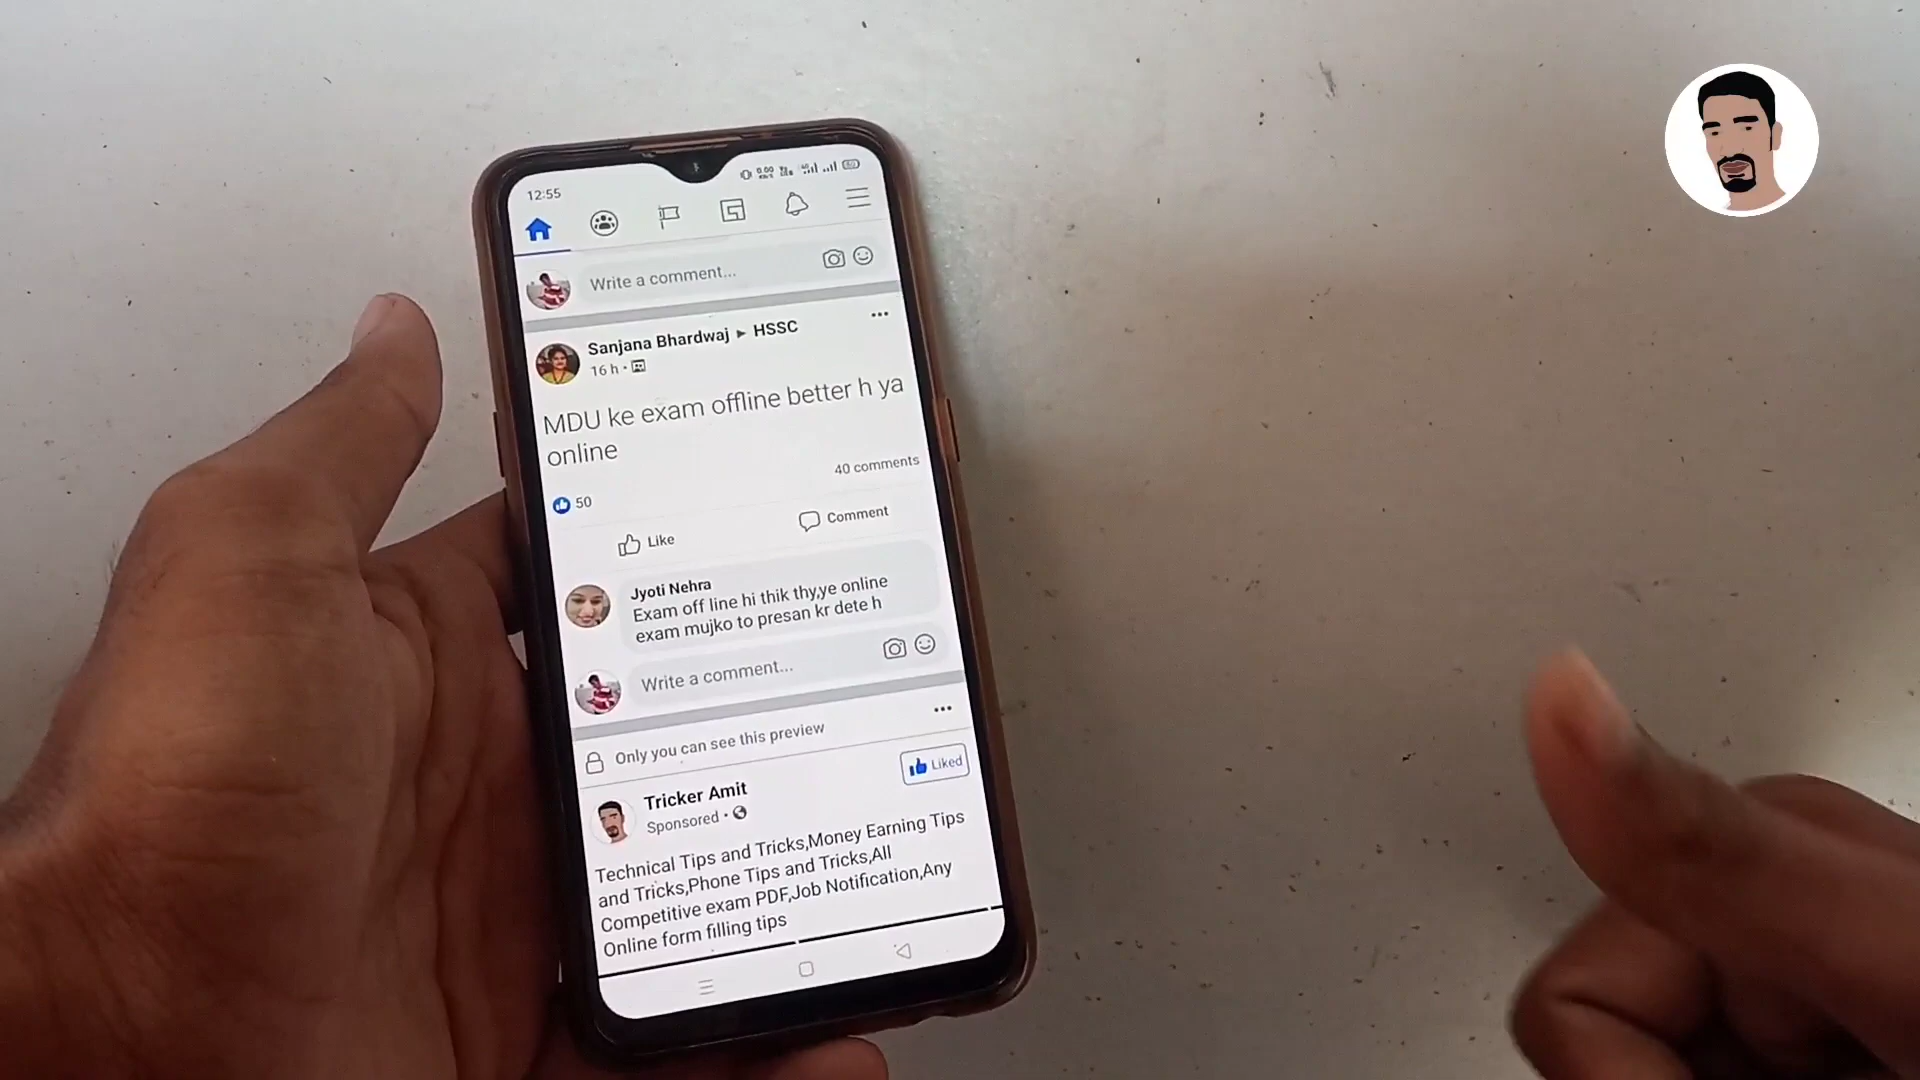 12:55
Write a comment...
Sanjana Bhardwaj ▸ HSSC
16 h
MDU ke exam offline better h ya
online
40 comments
50
Like
Comment
Jyoti Nehra
Exam off line hi thik thy,ye online
exam mujko to presan kr dete h
Write a comment...
Only you can see this preview
Tricker Amit
Liked
Sponsored
Technical Tips and Tricks,Money Earning Tips
and Tricks,Phone Tips and Tricks,All
Competitive exam PDF,Job Notification,Any
Online form filling tips